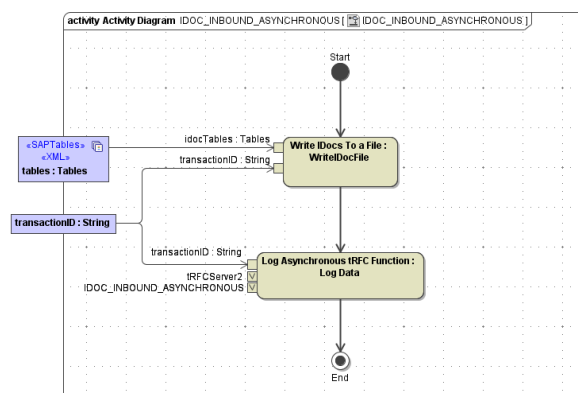 activity Activity Diagram IDOC_INBOUND_ASYNCHRONOUS [ IDOC_INBOUND_ASYNCHRONOUS ]
Start
«SAPTables»
«XML»
tables : Tables
idocTables : Tables
transactionID : String
Write IDocs To a File :
WriteIDocFile
transactionID : String
transactionID : String
tRFCServer2
IDOC_INBOUND_ASYNCHRONOUS
Log Asynchronous tRFC Function :
Log Data
End